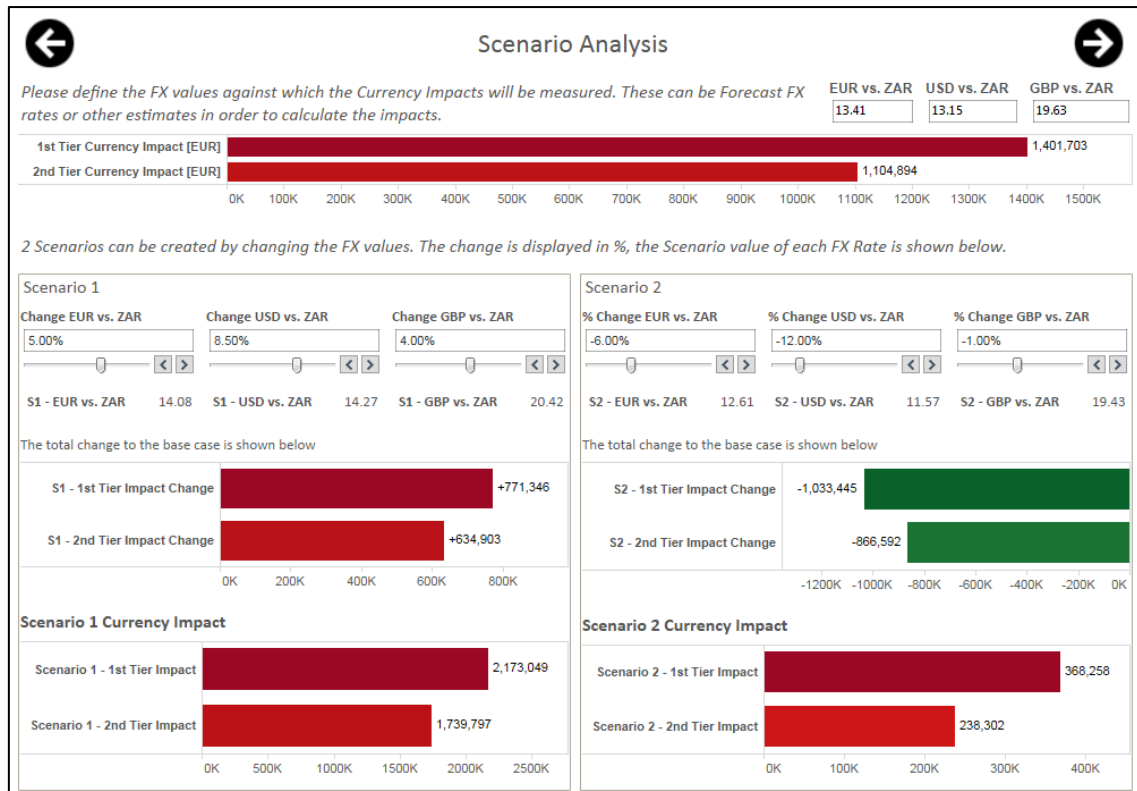 Scenario Analysis
Please define the FX values against which the Currency Impacts will be measured. These can be Forecast FX
rates or other estimates in order to calculate the impacts.
EUR vs. ZAR USD vs. ZAR GBP vs. ZAR
13.41 13.15 19.63
1st Tier Currency Impact [EUR] 1,401,703
2nd Tier Currency Impact [EUR] 1,104,894
0K 100K 200K 300K 400K 500K 600K 700K 800K 900K 1000K 1100K 1200K 1300K 1400K 1500K
2 Scenarios can be created by changing the FX values. The change is displayed in %, the Scenario value of each FX Rate is shown below.
Scenario 1
Change EUR vs. ZAR Change USD vs. ZAR Change GBP vs. ZAR
5.00% 8.50% 4.00%
S1 - EUR vs. ZAR 14.08 S1 - USD vs. ZAR 14.27 S1 - GBP vs. ZAR 20.42
The total change to the base case is shown below
S1 - 1st Tier Impact Change +771,346
S1 - 2nd Tier Impact Change +634,903
0K 200K 400K 600K 800K
Scenario 1 Currency Impact
Scenario 1 - 1st Tier Impact 2,173,049
Scenario 1 - 2nd Tier Impact 1,739,797
0K 500K 1000K 1500K 2000K 2500K
Scenario 2
% Change EUR vs. ZAR % Change USD vs. ZAR % Change GBP vs. ZAR
-6.00% -12.00% -1.00%
S2 - EUR vs. ZAR 12.61 S2 - USD vs. ZAR 11.57 S2 - GBP vs. ZAR 19.43
The total change to the base case is shown below
S2 - 1st Tier Impact Change -1,033,445
S2 - 2nd Tier Impact Change -866,592
-1200K -1000K -800K -600K -400K -200K 0K
Scenario 2 Currency Impact
Scenario 2 - 1st Tier Impact 368,258
Scenario 2 - 2nd Tier Impact 238,302
0K 100K 200K 300K 400K